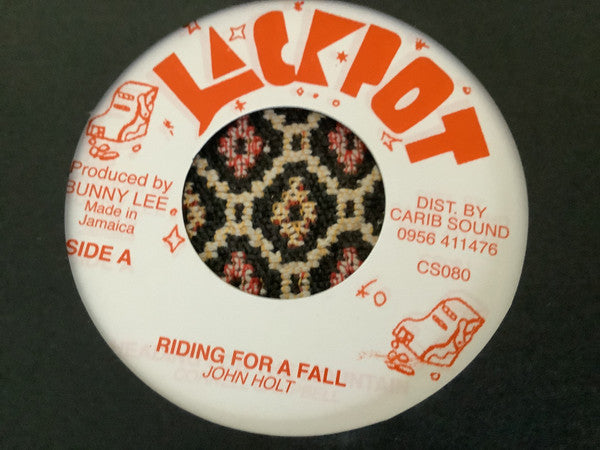 JACKPOT
Produced by
BUNNY LEE
Made in
Jamaica
SIDE A
DIST. BY
CARIB SOUND
0956 411476
CS080
RIDING FOR A FALL
JOHN HOLT